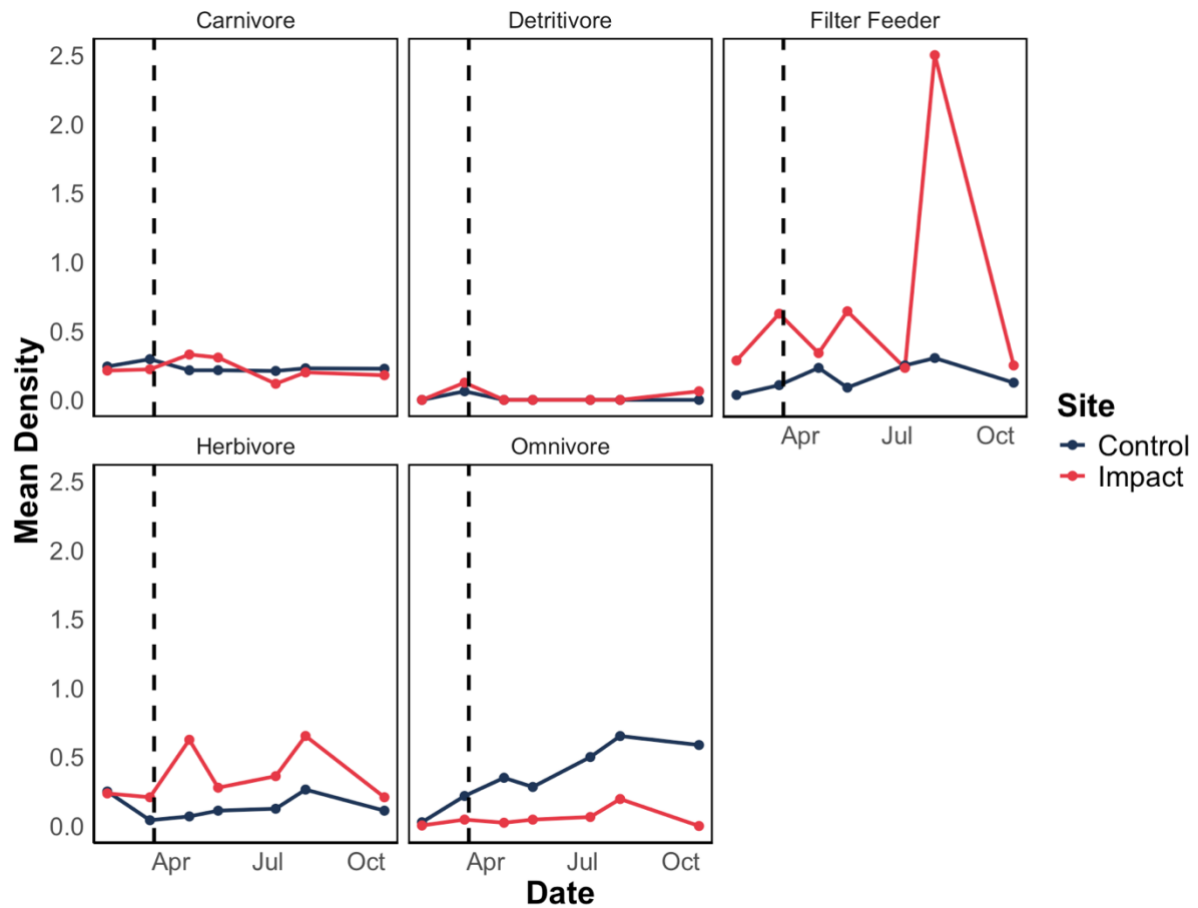 Carnivore
Detritivore
Filter Feeder
2.5
2.0
1.5
1.0
0.5
0.0
Apr
Jul
Oct
Herbivore
Omnivore
2.5
2.0
1.5
1.0
0.5
0.0
Apr
Jul
Oct
Apr
Jul
Oct
Mean Density
Date
Site
Control
Impact